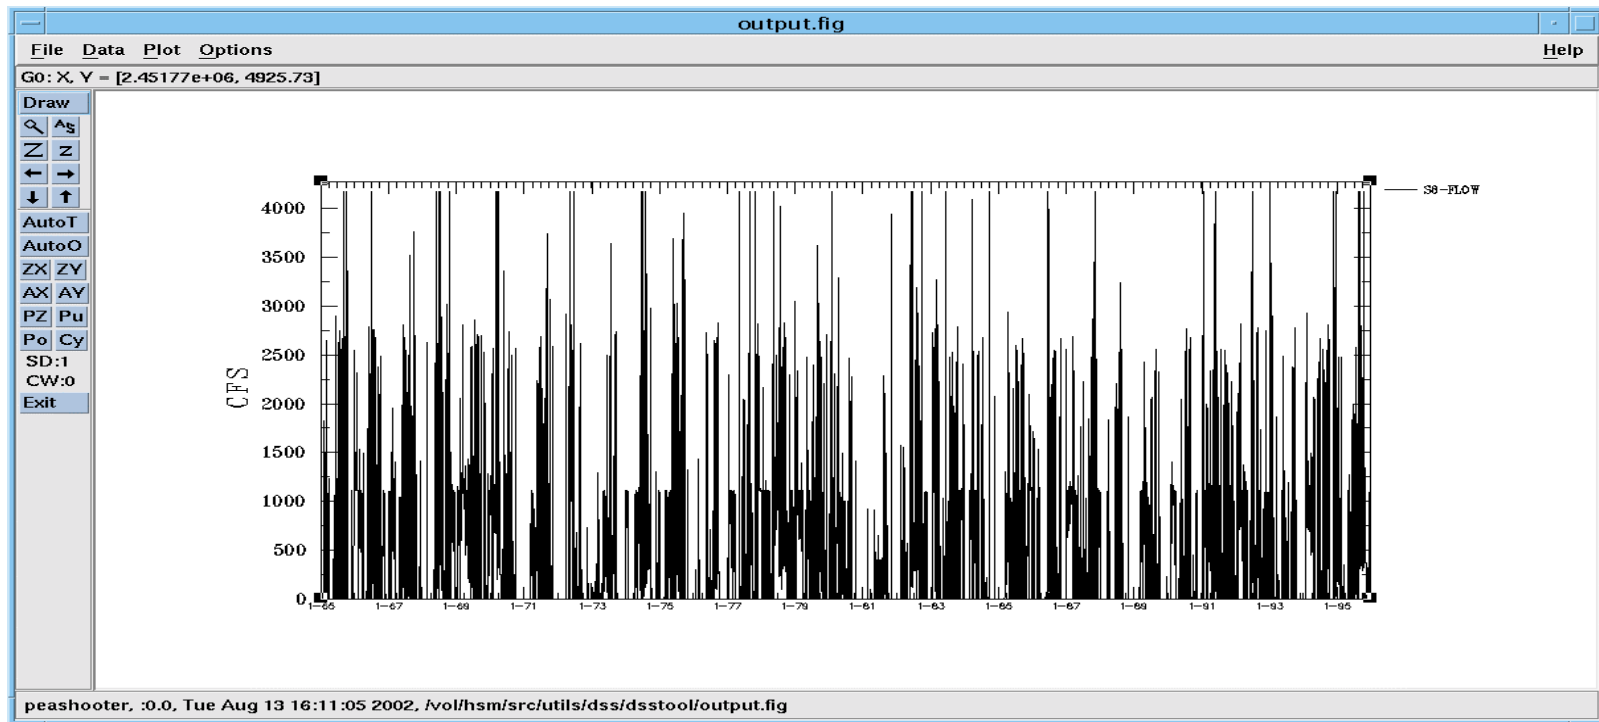 output.fig
File Data Plot Options Help
G0: X, Y = [2.45177e+06, 4925.73]
Draw
AS
Z z
AutoT
AutoO
ZX ZY
AX AY
PZ Pu
Po Cy
SD:1
CW:0
Exit
S8-FLOW
4000
3500
3000
2500
2000
1500
1000
500
0
CFS
1-65 1-67 1-69 1-71 1-73 1-75 1-77 1-79 1-81 1-83 1-85 1-87 1-89 1-91 1-93 1-95
peashooter, :0.0, Tue Aug 13 16:11:05 2002, /vol/hsm/src/utils/dss/dsstool/output.fig